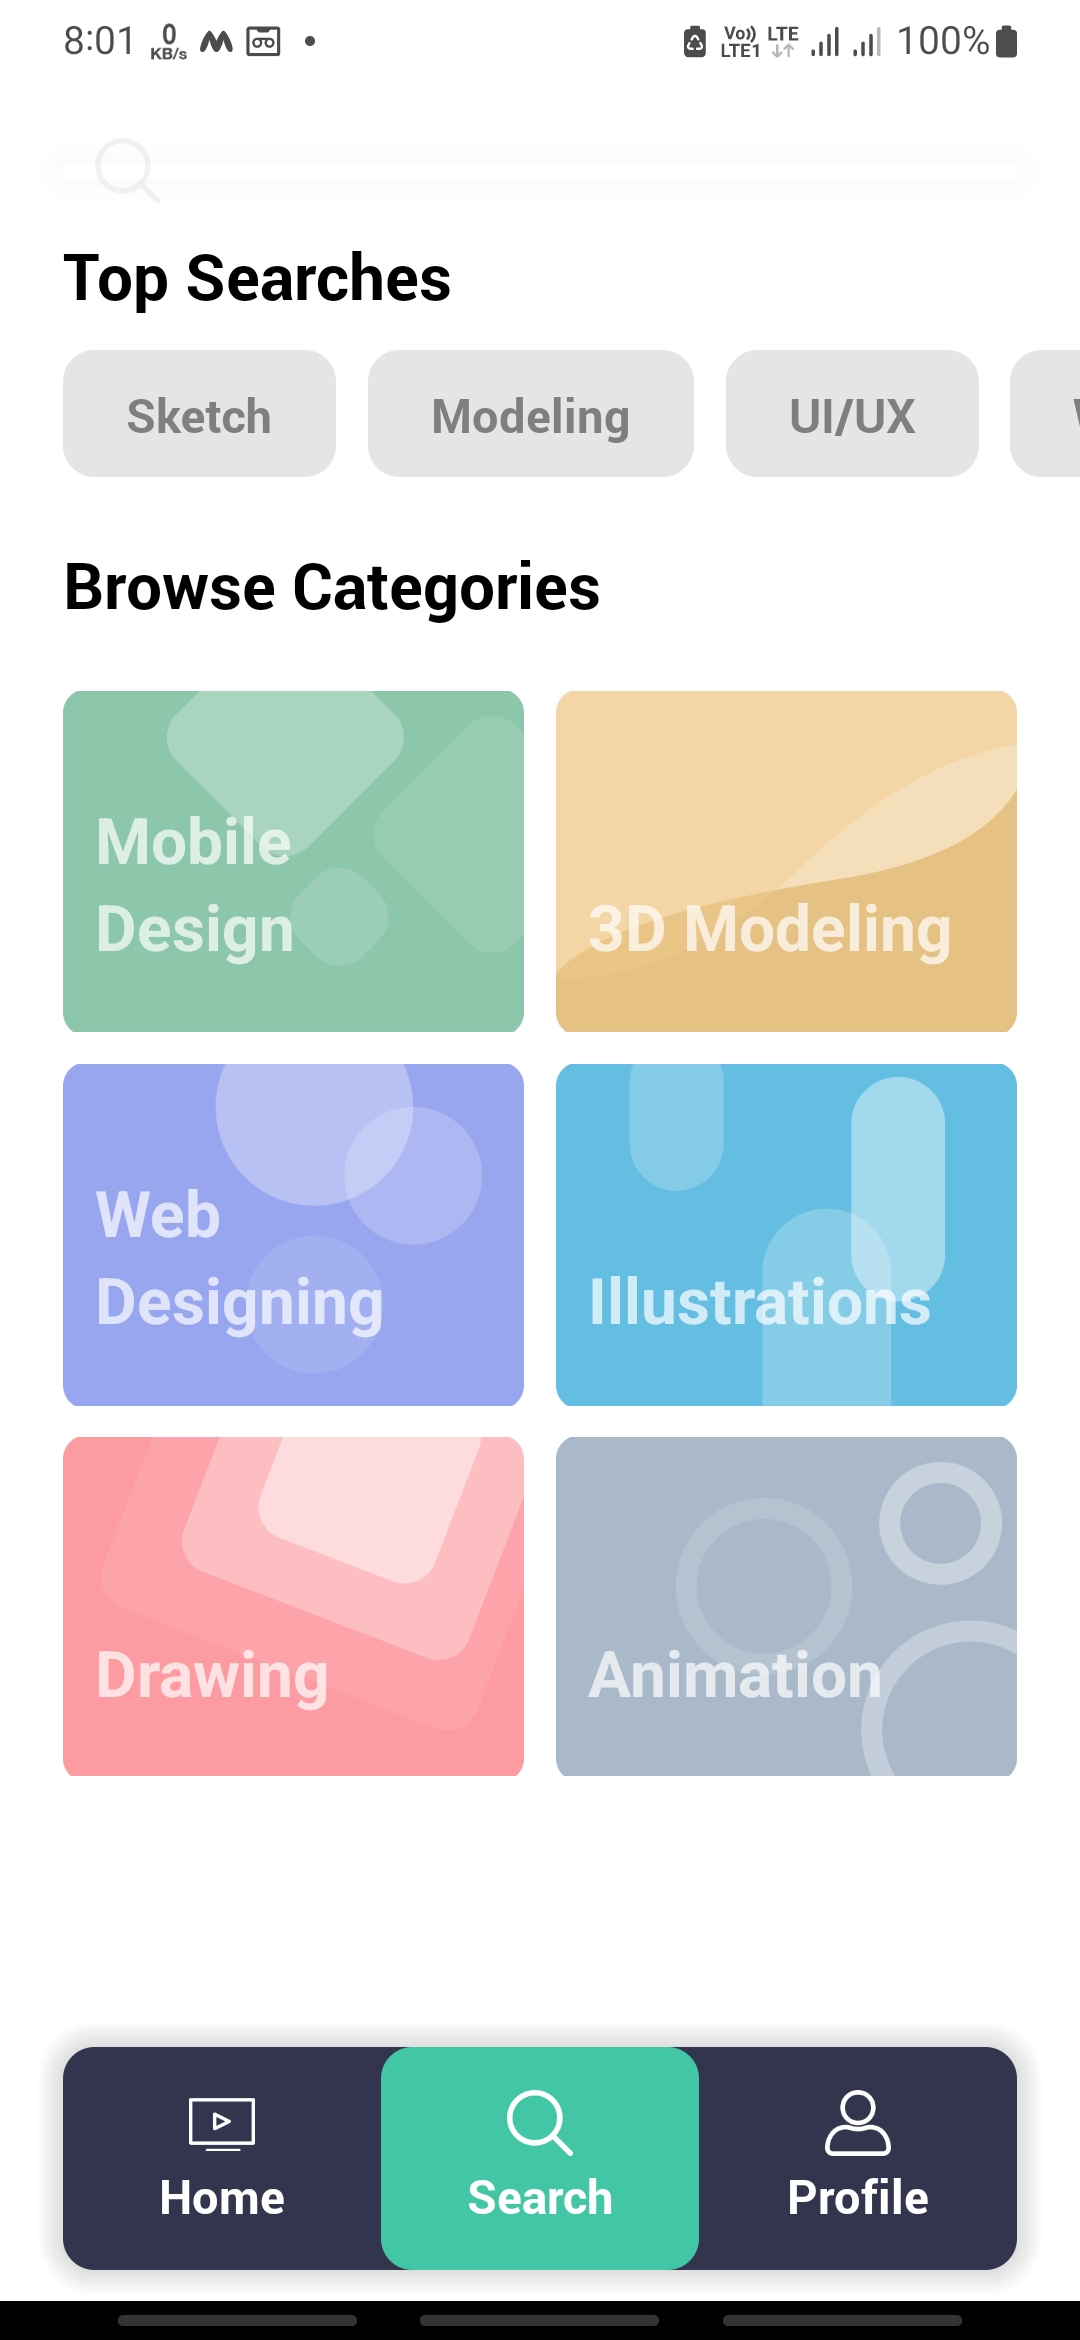 8:01 0 KB/s Vo)) LTE1 LTE 100%
Top Searches
Sketch Modeling UI/UX
Browse Categories
Mobile
Design
3D Modeling
Web
Designing
Illustrations
Drawing
Animation
Home Search Profile